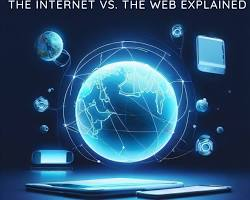 THE INTERNET VS. THE WEB EXPLAINED